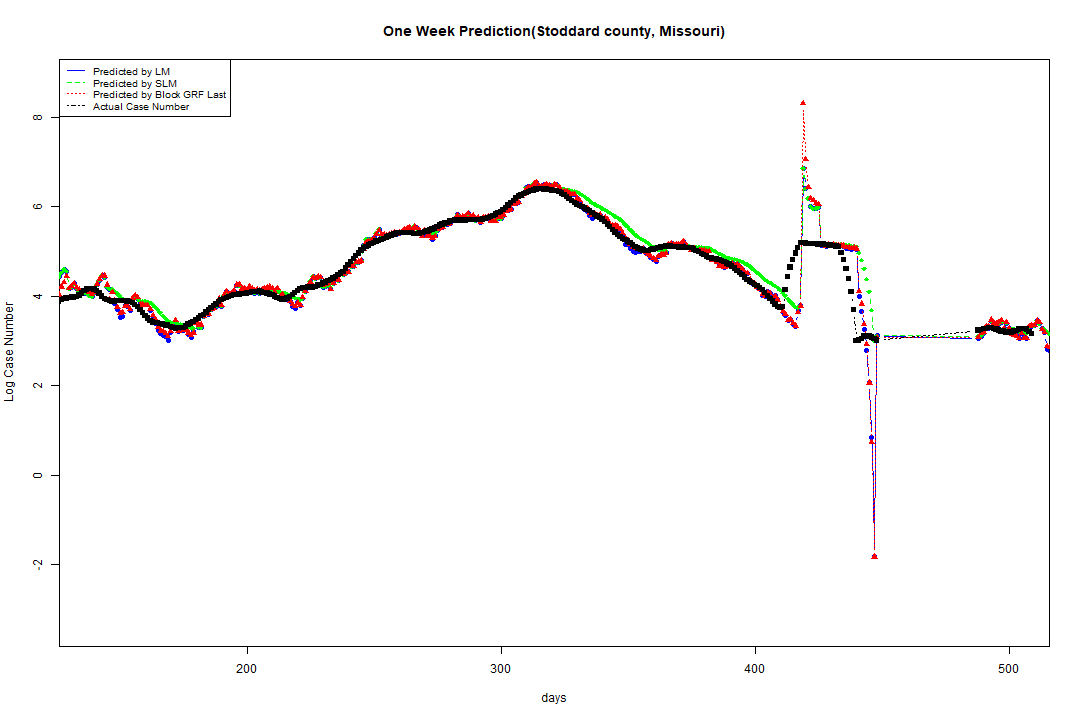 One Week Prediction(Stoddard county, Missouri)
Predicted by LM
Predicted by SLM
Predicted by Block GRF Last
Actual Case Number
8
6
4
2
0
-2
Log Case Number
200 300 400 500
days